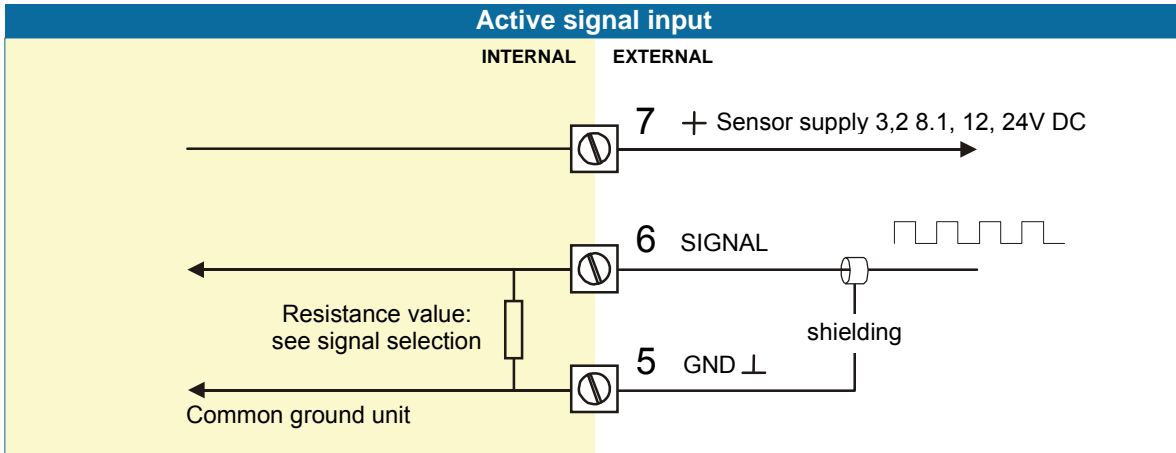 Active signal input
INTERNAL EXTERNAL
7 + Sensor supply 3,2 8.1, 12, 24V DC
6 SIGNAL
Resistance value:
see signal selection
shielding
5 GND ⊥
Common ground unit